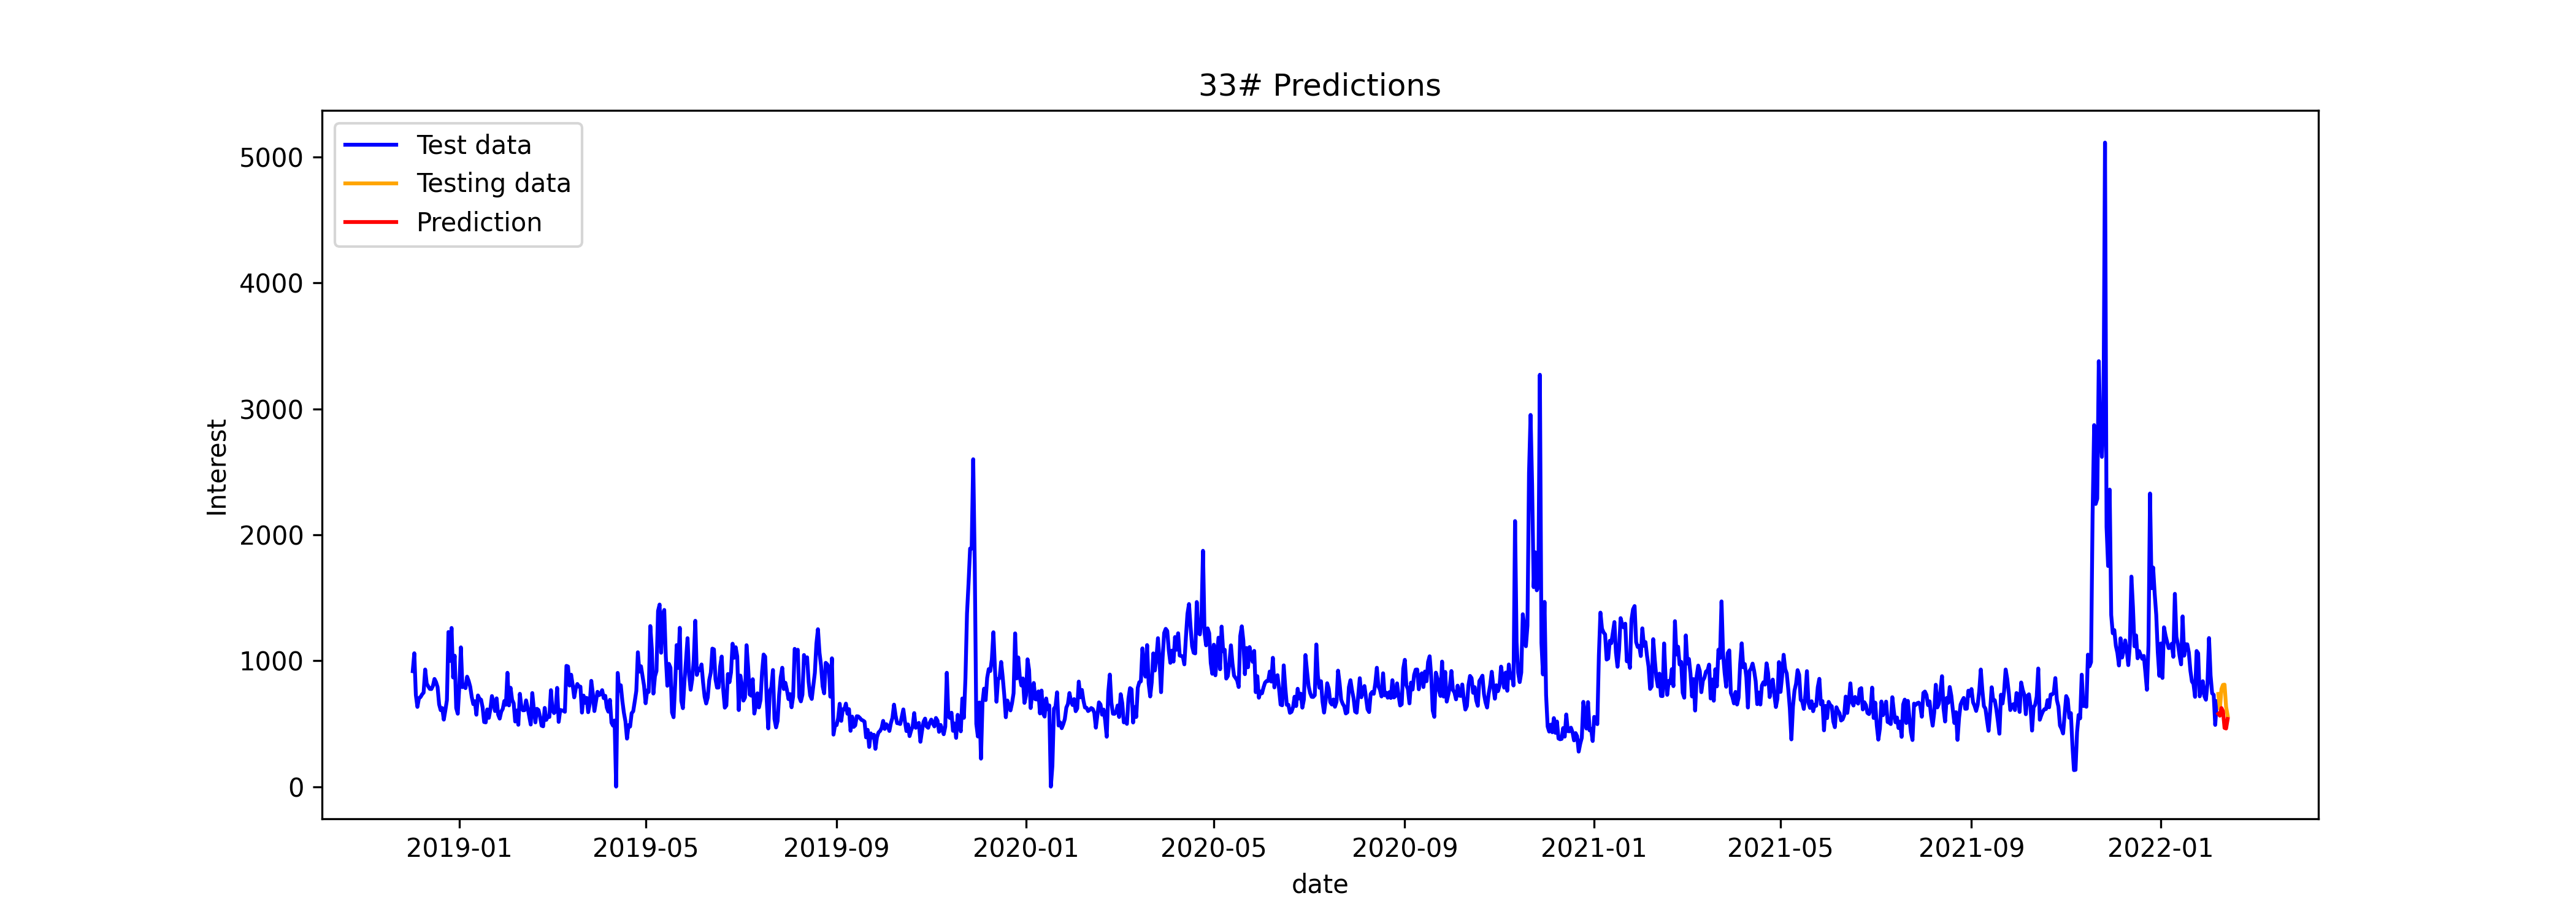 33# Predictions
Test data
Testing data
Prediction
5000
4000
3000
2000
1000
0
Interest
2019-01 2019-05 2019-09 2020-01 2020-05 2020-09 2021-01 2021-05 2021-09 2022-01
date